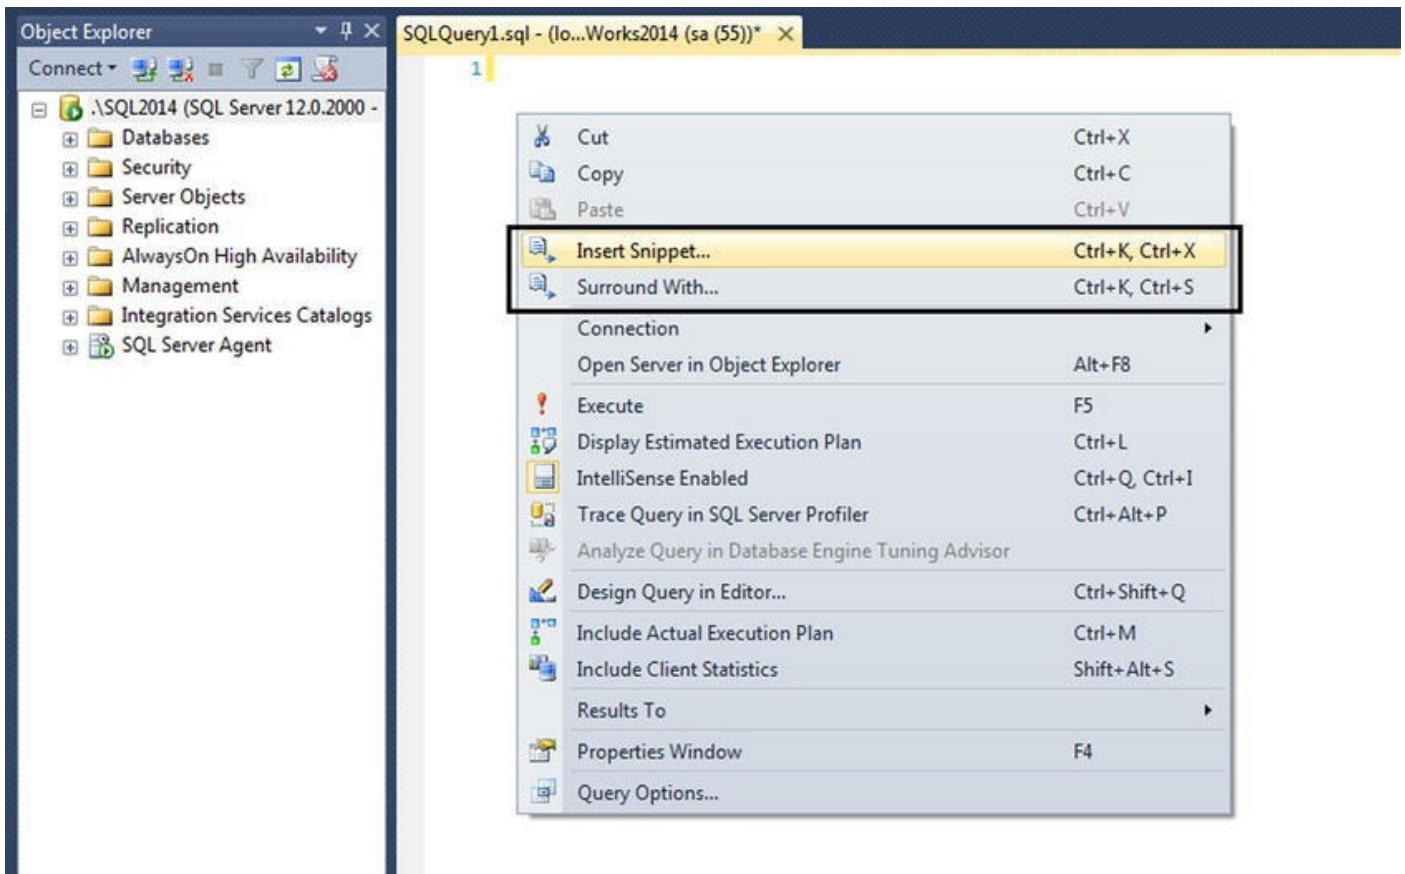 Object Explorer
SQLQuery1.sql - (lo...Works2014 (sa (55))*
Connect
1
.\SQL2014 (SQL Server 12.0.2000 -
Databases
Security
Server Objects
Replication
AlwaysOn High Availability
Management
Integration Services Catalogs
SQL Server Agent
Cut Ctrl+X
Copy Ctrl+C
Paste Ctrl+V
Insert Snippet... Ctrl+K, Ctrl+X
Surround With... Ctrl+K, Ctrl+S
Connection
Open Server in Object Explorer Alt+F8
Execute F5
Display Estimated Execution Plan Ctrl+L
IntelliSense Enabled Ctrl+Q, Ctrl+I
Trace Query in SQL Server Profiler Ctrl+Alt+P
Analyze Query in Database Engine Tuning Advisor
Design Query in Editor... Ctrl+Shift+Q
Include Actual Execution Plan Ctrl+M
Include Client Statistics Shift+Alt+S
Results To
Properties Window F4
Query Options...